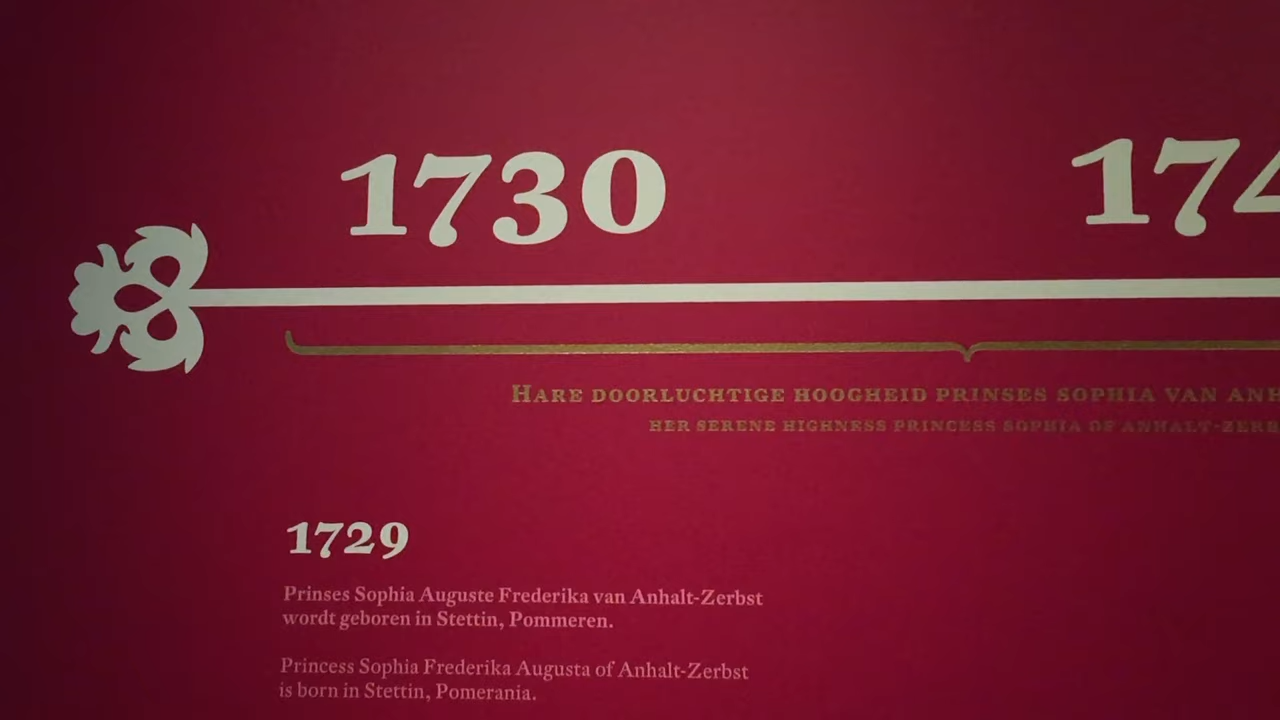 1730
HARE DOORLUCHTIGE HOOGHEID PRINSES SOPHIA VAN
HER SERENE HIGHNESS PRINCESS SOPHIA OF
1729
Prinses Sophia Auguste Frederika van Anhalt-Zerbst
wordt geboren in Stettin, Pommeren.
Princess Sophia Frederika Augusta of Anhalt-Zerbst
is born in Stettin, Pomerania.